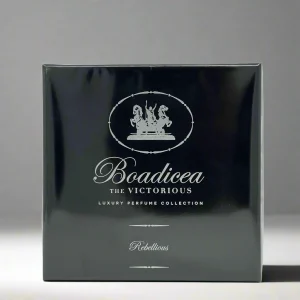 Boadicea
THE VICTORIOUS
LUXURY PERFUME COLLECTION
Rebellious